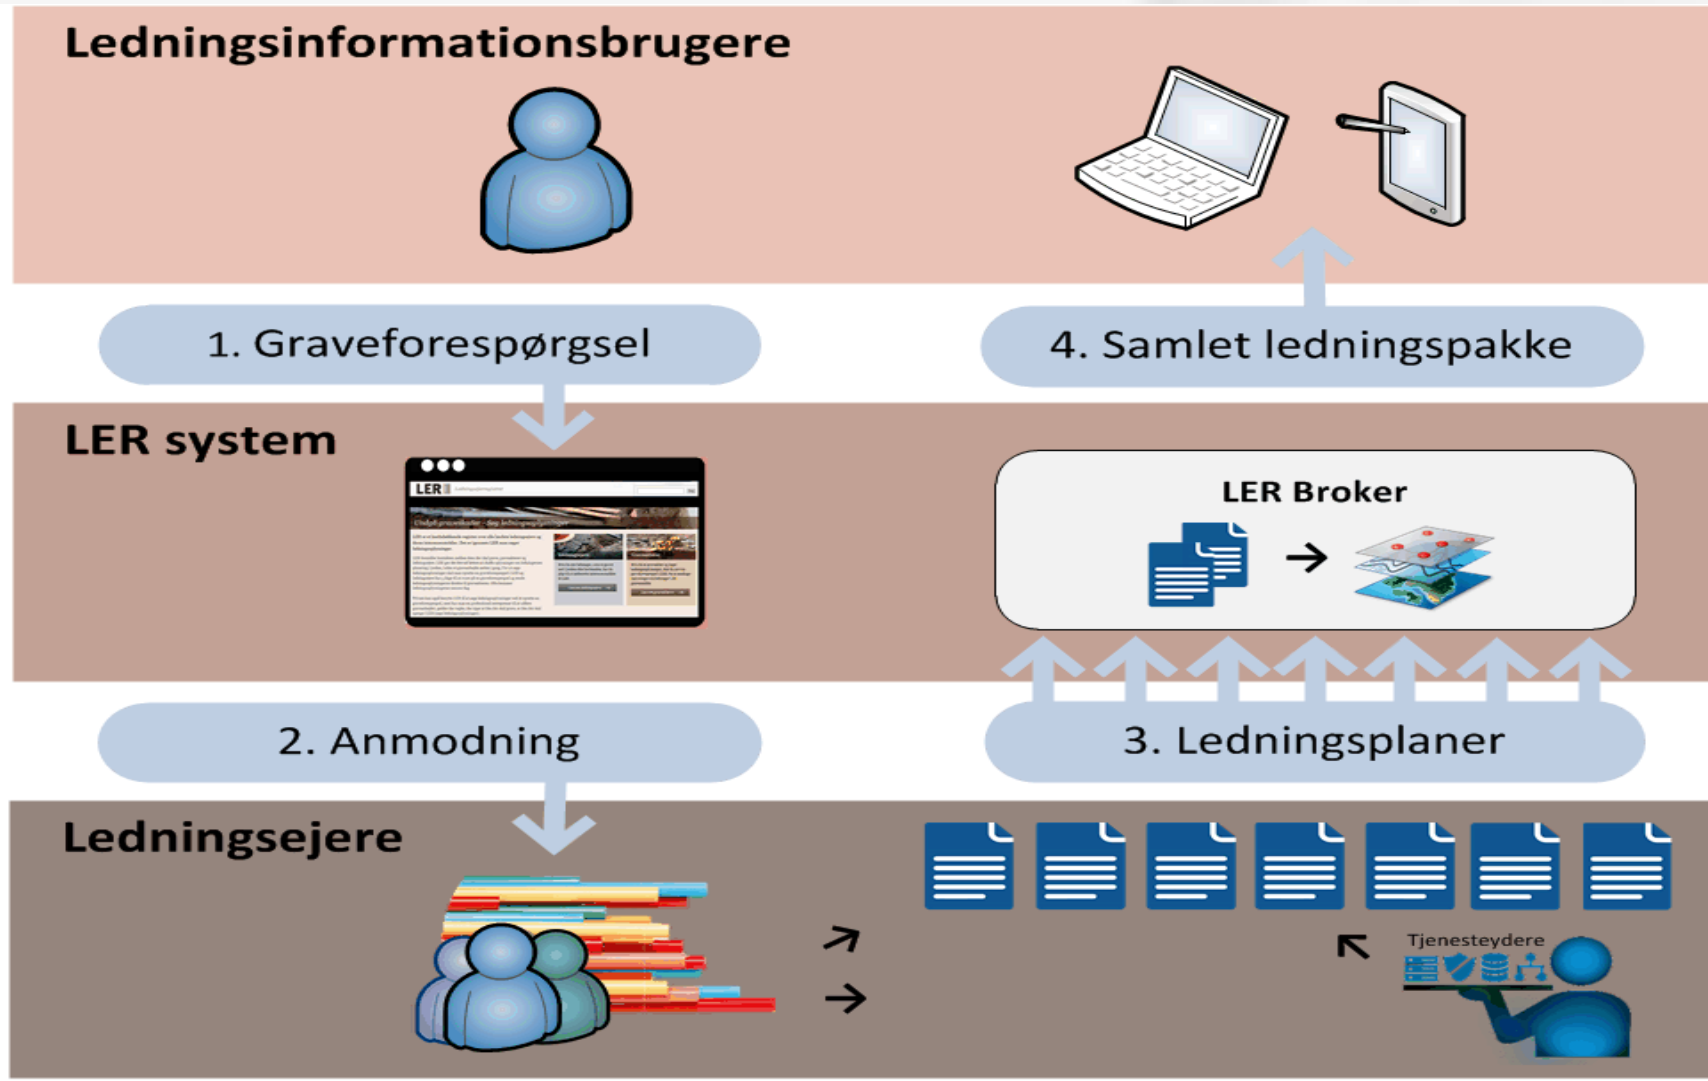 Ledningsinformationsbrugere
1. Graveforespørgsel
4. Samlet ledningspakke
LER system
LER
LER Broker
2. Anmodning
3. Ledningsplaner
Ledningsejere
Tjenesteydere